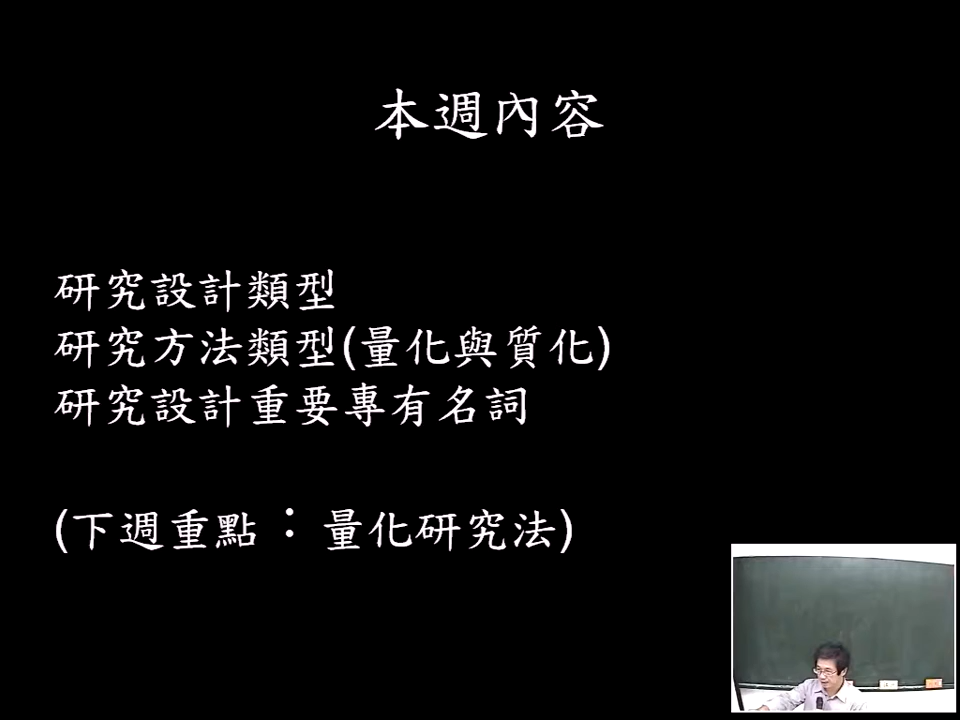 本週內容
研究設計類型
研究方法類型(量化與質化)
研究設計重要專有名詞
(下週重點：量化研究法)